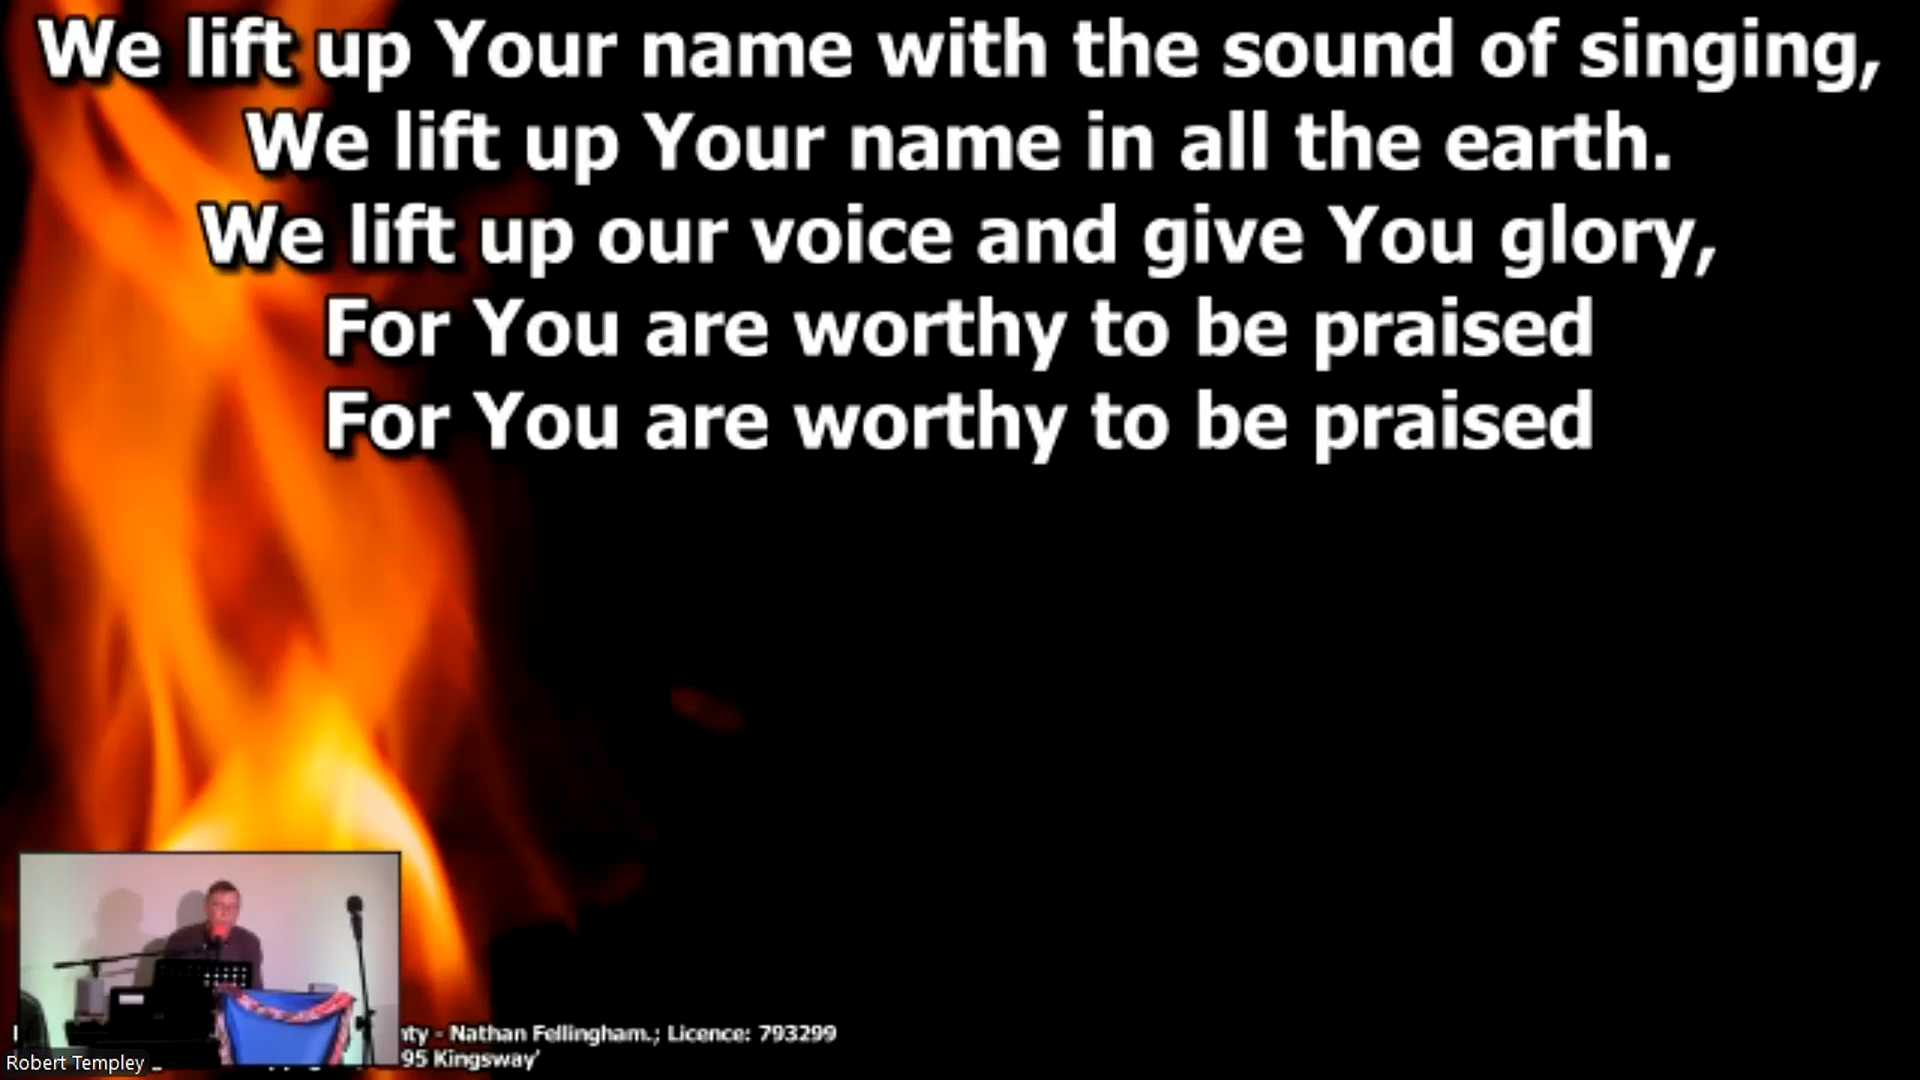 We lift up Your name with the sound of singing,
We lift up Your name in all the earth.
We lift up our voice and give You glory,
For You are worthy to be praised
For You are worthy to be praised
- Nathan Fellingham.; Licence: 793299
95 Kingsway'
Robert Templey